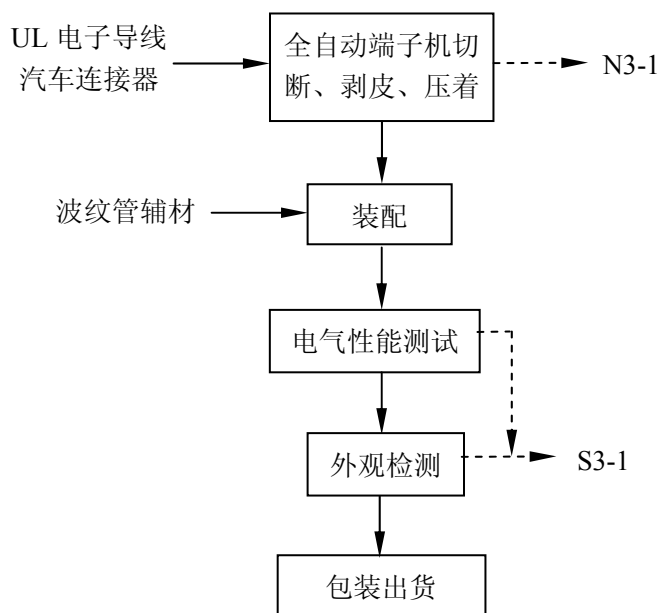 UL 电子导线
汽车连接器
全自动端子机切
断、剥皮、压着
N3-1
波纹管辅材
装配
电气性能测试
外观检测
S3-1
包装出货